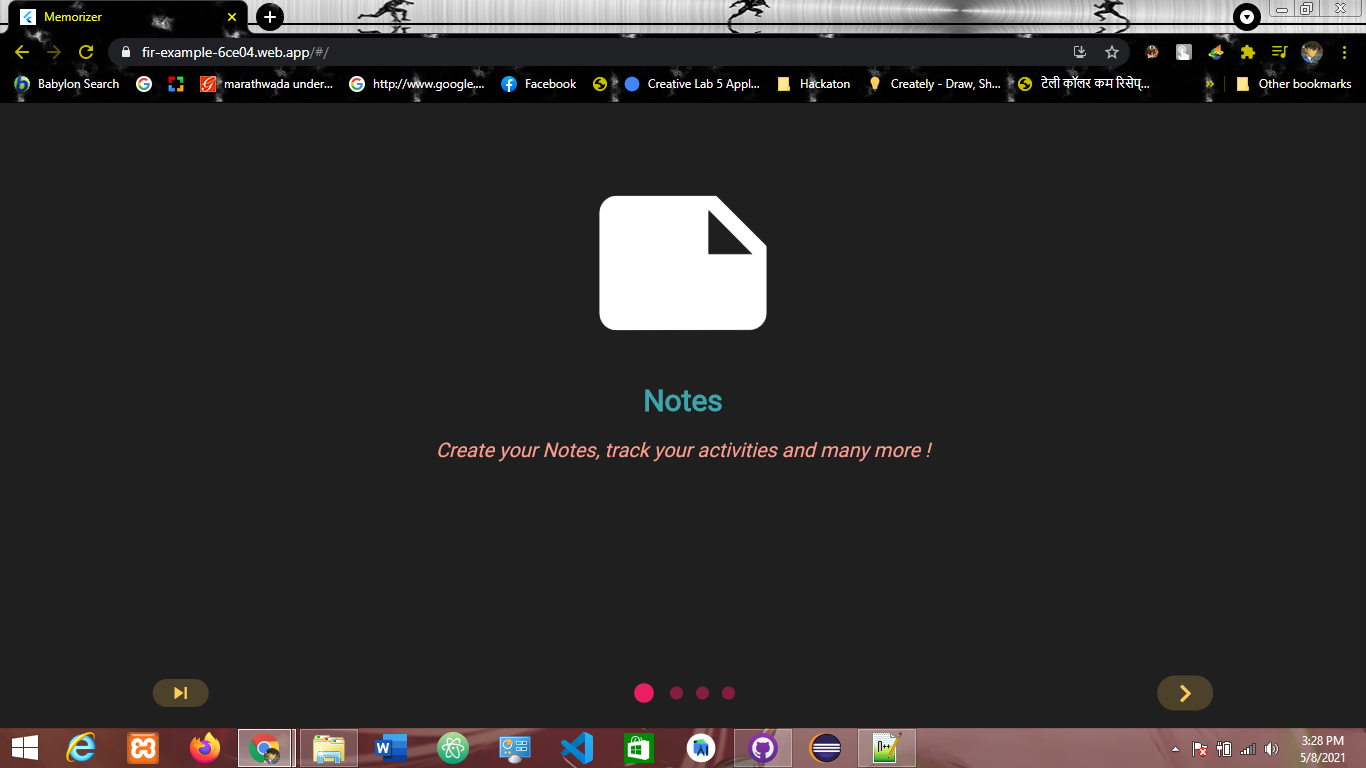 Memorizer
fir-example-6ce04.web.app/#/
Babylon Search
marathwada under...
http://www.google,...
Facebook
Creative Lab 5 Appl...
Hackaton
Creately - Draw, Sh...
टेली कॉलर कम रिसेप्...
Other bookmarks
Notes
Create your Notes, track your activities and many more !
3:28 PM
5/8/2021